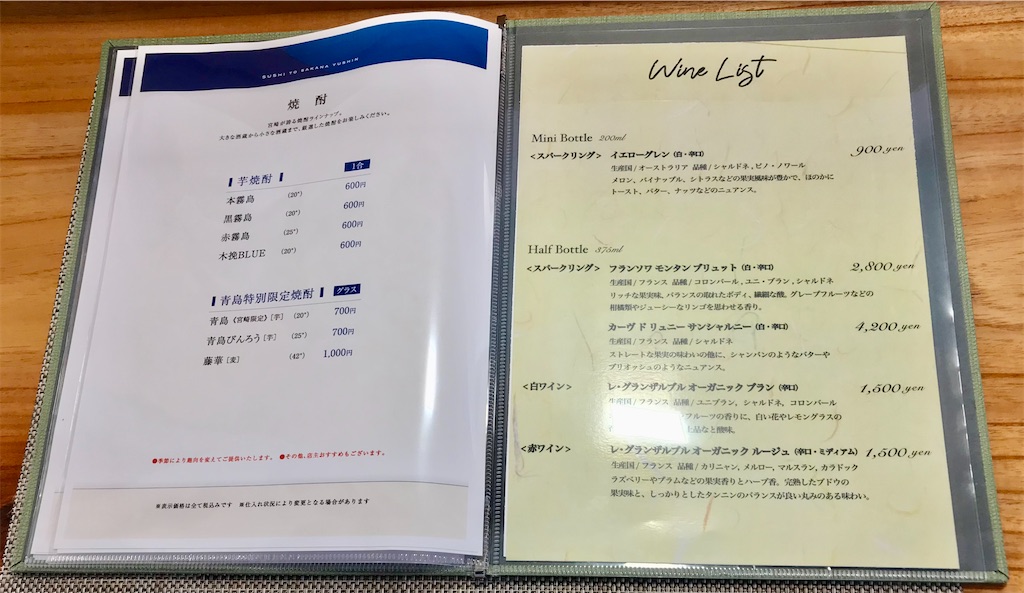 SUSHI TO SAKANA YUSHIN
焼 酎
宮崎が誇る焼酎ラインナップ。
大きな酒蔵から小さな酒蔵まで、厳選した焼酎をお楽しみください。
芋焼酎 1合
本霧島 (20°) 600円
黒霧島 (20°) 600円
赤霧島 (25°) 600円
木挽BLUE (20°) 600円
青島特別限定焼酎 グラス
青島《宮崎限定》[芋] (20°) 700円
青島びんろう[芋] (25°) 700円
藤華[麦] (42°) 1,000円
●季節により銘柄を変えてご提供いたします。 ●その他、店主おすすめもございます。
※表示価格は全て税込みです ※仕入れ状況により変更となる場合があります
Wine List
Mini Bottle 200ml
<スパークリング> イエローグレン(白・辛口) 900.yen
生産国/オーストラリア 品種/シャルドネ,ピノ・ノワール
メロン、パイナップル、シトラスなどの果実風味が豊かで、ほのかに
トースト、バター、ナッツなどのニュアンス。
Half Bottle 375ml
<スパークリング> フランソワ モンタン ブリュット(白・辛口) 2,800.yen
生産国/フランス 品種/コロンバール,ユニ・ブラン,シャルドネ
リッチな果実味。バランスの取れたボディ、繊細な酸。グレープフルーツなどの
柑橘類やジューシーなリンゴを思わせる香り。
カーヴ ド リュニー サンシャルニー(白・辛口) 4,200.yen
生産国/フランス 品種/シャルドネ
ストレートな果実の味わいの他に、シャンパンのようなバターや
ブリオッシュのようなニュアンス。
<白ワイン> レ・グランザルブル オーガニック ブラン(辛口) 1,500.yen
生産国/フランス 品種/ユニブラン、シャルドネ、コロンバール
フルーツの香りに、白い花やレモングラスの
上品なと酸味。
<赤ワイン> レ・グランザルブル オーガニック ルージュ(辛口・ミディアム) 1,500.yen
生産国/フランス 品種/カリニャン、メルロー、マルスラン、カラドック
ラズベリーやプラムなどの果実香りとハーブ香。完熟したブドウの
果実味と、しっかりとしたタンニンのバランスが良い丸みのある味わい。